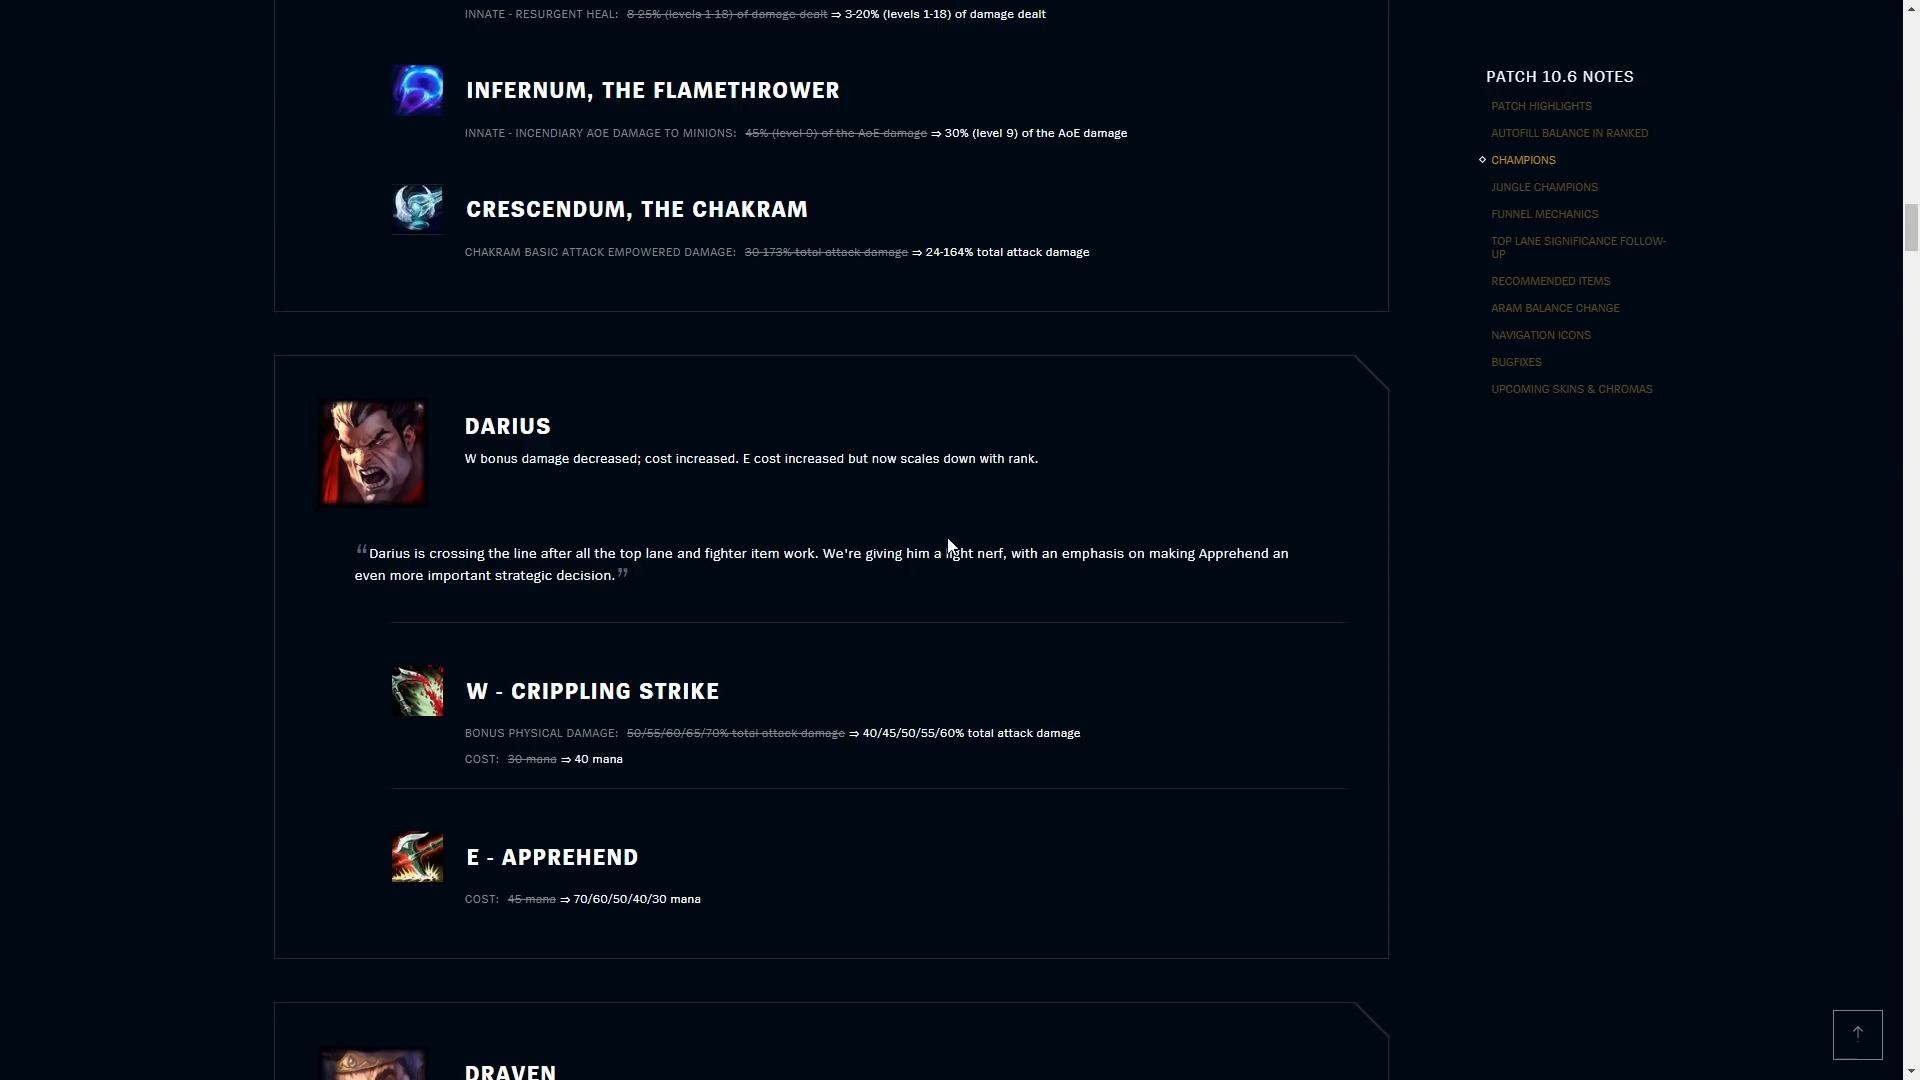 INNATE - RESURGENT HEAL: 8-25% (levels 1-18) of damage dealt ⇒ 3-20% (levels 1-18) of damage dealt
INFERNUM, THE FLAMETHROWER
INNATE - INCENDIARY AOE DAMAGE TO MINIONS: 45% (level 9) of the AoE damage ⇒ 30% (level 9) of the AoE damage
CRESCENDUM, THE CHAKRAM
CHAKRAM BASIC ATTACK EMPOWERED DAMAGE: 30-173% total attack damage ⇒ 24-164% total attack damage
DARIUS
W bonus damage decreased; cost increased. E cost increased but now scales down with rank.
“Darius is crossing the line after all the top lane and fighter item work. We're giving him a light nerf, with an emphasis on making Apprehend an
even more important strategic decision.”
W - CRIPPLING STRIKE
BONUS PHYSICAL DAMAGE: 50/55/60/65/70% total attack damage ⇒ 40/45/50/55/60% total attack damage
COST: 30 mana ⇒ 40 mana
E - APPREHEND
COST: 45 mana ⇒ 70/60/50/40/30 mana
DRAVEN
PATCH 10.6 NOTES
PATCH HIGHLIGHTS
AUTOFILL BALANCE IN RANKED
CHAMPIONS
JUNGLE CHAMPIONS
FUNNEL MECHANICS
TOP LANE SIGNIFICANCE FOLLOW-
UP
RECOMMENDED ITEMS
ARAM BALANCE CHANGE
NAVIGATION ICONS
BUGFIXES
UPCOMING SKINS & CHROMAS